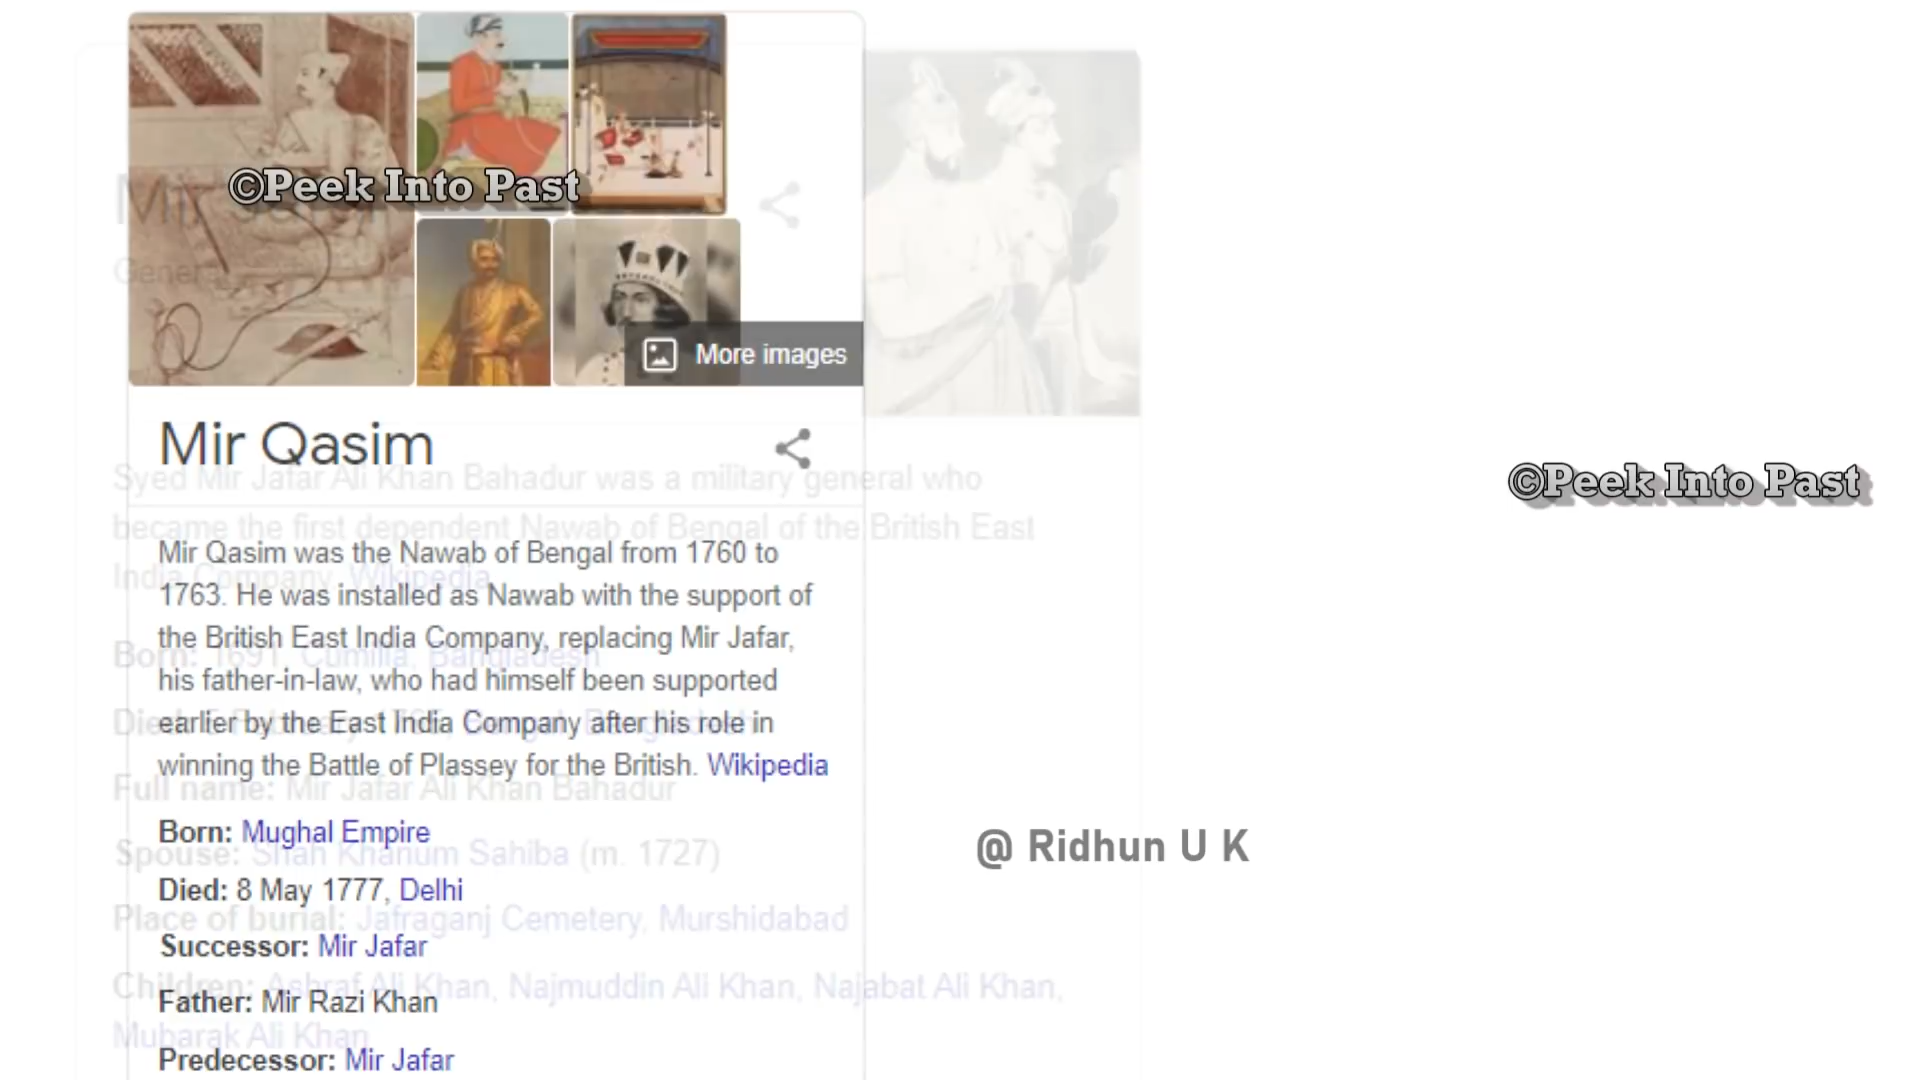 ©Peek Into Past
Mir Jafar
General
More images
Mir Qasim
Syed Mir Jafar Ali Khan Bahadur was a military general who
became the first dependent Nawab of Bengal of the British East
India Company. Wikipedia
©Peek Into Past
Mir Qasim was the Nawab of Bengal from 1760 to
1763. He was installed as Nawab with the support of
the British East India Company, replacing Mir Jafar,
his father-in-law, who had himself been supported
earlier by the East India Company after his role in
winning the Battle of Plassey for the British. Wikipedia
Born: 1691, Cumilla, Bangladesh
Full name: Mir Jafar Ali Khan Bahadur
Born: Mughal Empire
@ Ridhun U K
Spouse: Shah Khanum Sahiba (m. 1727)
Died: 8 May 1777, Delhi
Place of burial: Jafraganj Cemetery, Murshidabad
Successor: Mir Jafar
Children: Ashraf Ali Khan, Najmuddin Ali Khan, Najabat Ali Khan,
Mubarak Ali Khan
Father: Mir Razi Khan
Predecessor: Mir Jafar